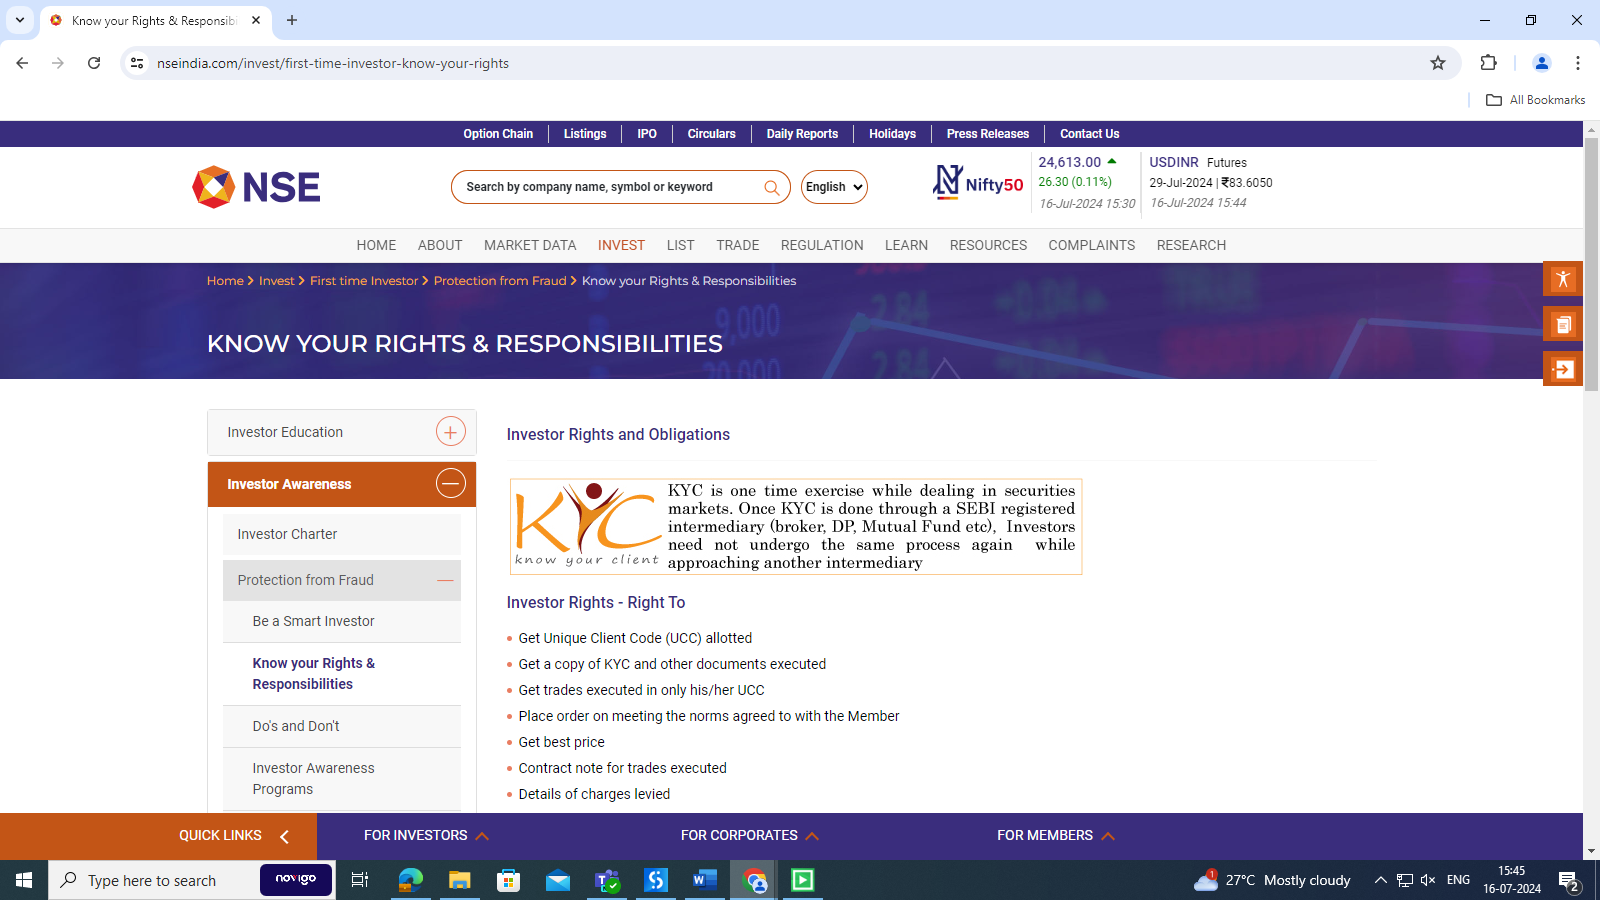 Know your Rights & Responsib
nseindia.com/invest/first-time-investor-know-your-rights
All Bookmarks
Option Chain
Listings
IPO
Circulars
Daily Reports
Holidays
Press Releases
Contact Us
NSE
Search by company name, symbol or keyword
English
Nifty50
24,613.00
26.30 (0.11%)
16-Jul-2024 15:30
USDINR Futures
29-Jul-2024 | ₹83.6050
16-Jul-2024 15:44
HOME ABOUT MARKET DATA INVEST LIST TRADE REGULATION LEARN RESOURCES COMPLAINTS RESEARCH
Home > Invest > First time Investor > Protection from Fraud > Know your Rights & Responsibilities
KNOW YOUR RIGHTS & RESPONSIBILITIES
9,000
20,000
2.84
2.84
Investor Education
Investor Awareness
Investor Charter
Protection from Fraud
Be a Smart Investor
Know your Rights &
Responsibilities
Do's and Don't
Investor Awareness
Programs
Investor Rights and Obligations
KYC
know your client
KYC is one time exercise while dealing in securities
markets. Once KYC is done through a SEBI registered
intermediary (broker, DP, Mutual Fund etc), Investors
need not undergo the same process again while
approaching another intermediary
Investor Rights - Right To
• Get Unique Client Code (UCC) allotted
• Get a copy of KYC and other documents executed
• Get trades executed in only his/her UCC
• Place order on meeting the norms agreed to with the Member
• Get best price
• Contract note for trades executed
• Details of charges levied
QUICK LINKS
FOR INVESTORS
FOR CORPORATES
FOR MEMBERS
Type here to search
novigo
1
27°C Mostly cloudy
ENG
15:45
16-07-2024
2